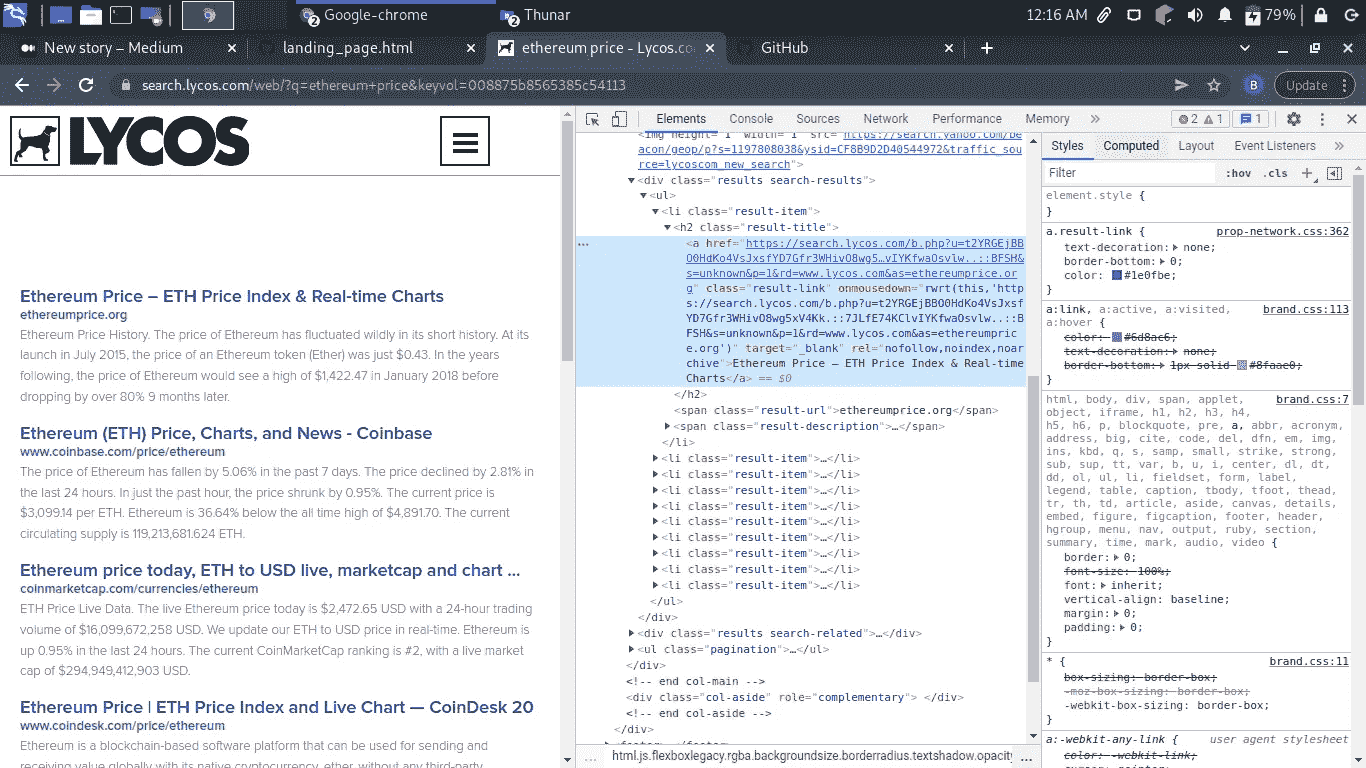 Google-chrome
2
Thunar
2
12:16 AM
79%
New story – Medium
landing_page.html
ethereum price - Lycos.co
GitHub
search.lycos.com/web/?q=ethereum+price&keyvol=008875b8565385c54113
B
Update
LYCOS
Ethereum Price – ETH Price Index & Real-time Charts
ethereumprice.org
Ethereum Price History. The price of Ethereum has fluctuated wildly in its short history. At its
launch in July 2015, the price of an Ethereum token (Ether) was just $0.43. In the years
following, the price of Ethereum would see a high of $1,422.47 in January 2018 before
dropping by over 80% 9 months later.
Ethereum (ETH) Price, Charts, and News - Coinbase
www.coinbase.com/price/ethereum
The price of Ethereum has fallen by 5.06% in the past 7 days. The price declined by 2.81% in
the last 24 hours. In just the past hour, the price shrunk by 0.95%. The current price is
$3,099.14 per ETH. Ethereum is 36.64% below the all time high of $4,891.70. The current
circulating supply is 119,213,681.624 ETH.
Ethereum price today, ETH to USD live, marketcap and chart ...
coinmarketcap.com/currencies/ethereum
ETH Price Live Data. The live Ethereum price today is $2,472.65 USD with a 24-hour trading
volume of $16,099,672,258 USD. We update our ETH to USD price in real-time. Ethereum is
up 0.95% in the last 24 hours. The current CoinMarketCap ranking is #2, with a live market
cap of $294,949,412,903 USD.
Ethereum Price | ETH Price Index and Live Chart — CoinDesk 20
www.coindesk.com/price/ethereum
Ethereum is a blockchain-based software platform that can be used for sending and
receiving value globally with its native cryptocurrency, ether, without any third-party
Elements Console Sources Network Performance Memory » 2 1 1
<img height="1" width="1" src="https://search.yahoo.com/be
acon/geop/p?s=1197808038&ysid=CF8B9D2D40544972&traffic_sou
rce=lycoscom_new_search">
<div class="results search-results">
<ul>
<li class="result-item">
<h2 class="result-title">
<a href="https://search.lycos.com/b.php?u=t2YRGEjBB
O0HdKo4VsJxsfYD7Gfr3WHivO8wg5…vIYKfwaOsvlw..::BFSH&
s=unknown&p=1&rd=www.lycos.com&as=ethereumprice.or
g" class="result-link" onmousedown="rwrt(this,'http
s://search.lycos.com/b.php?u=t2YRGEjBBO0HdKo4VsJxsf
YD7Gfr3WHivO8wg5xV4Kk.:7JLfE74KClvIYKfwaOsvlw..::B
FSH&s=unknown&p=1&rd=www.lycos.com&as=ethereumpric
e.org')" target="_blank" rel="nofollow,noindex,noar
chive">Ethereum Price – ETH Price Index & Real-time
Charts</a> == $0
</h2>
<span class="result-url">ethereumprice.org</span>
<span class="result-description">…</span>
</li>
<li class="result-item">…</li>
<li class="result-item">…</li>
<li class="result-item">…</li>
<li class="result-item">…</li>
<li class="result-item">…</li>
<li class="result-item">…</li>
<li class="result-item">…</li>
<li class="result-item">…</li>
<li class="result-item">…</li>
</ul>
</div>
<div class="results search-related">…</div>
<ul class="pagination">…</ul>
</div>
<!-- end col-main -->
<div class="col-aside" role="complementary"> </div>
<!-- end col-aside -->
</div>
<footer>…</footer>
... html.js.flexboxlegacy.rgba.backgroundsize.borderradius.textshadow.opacity ...
Styles Computed Layout Event Listeners »
Filter :hov .cls +
element.style {
}
a.result-link { prop-network.css:362
text-decoration: none;
border-bottom: 0;
color: #1e0fbe;
}
a:link, a:active, a:visited, brand.css:113
a:hover {
color: #6d8ac6;
text-decoration: none;
border-bottom: 1px solid #8faae0;
}
html, body, div, span, applet, brand.css:7
object, iframe, h1, h2, h3, h4,
h5, h6, p, blockquote, pre, a, abbr, acronym,
address, big, cite, code, del, dfn, em, img,
ins, kbd, q, s, samp, small, strike, strong,
sub, sup, tt, var, b, u, i, center, dl, dt,
dd, ol, ul, li, fieldset, form, label,
legend, table, caption, tbody, tfoot, thead,
tr, th, td, article, aside, canvas, details,
embed, figure, figcaption, footer, header,
hgroup, menu, nav, output, ruby, section,
summary, time, mark, audio, video {
border: 0;
font-size: 100%;
font: inherit;
vertical-align: baseline;
margin: 0;
padding: 0;
}
* { brand.css:11
box-sizing: border-box;
-moz-box-sizing: border-box;
-webkit-box-sizing: border-box;
}
a:-webkit-any-link { user agent stylesheet
color: -webkit-link;